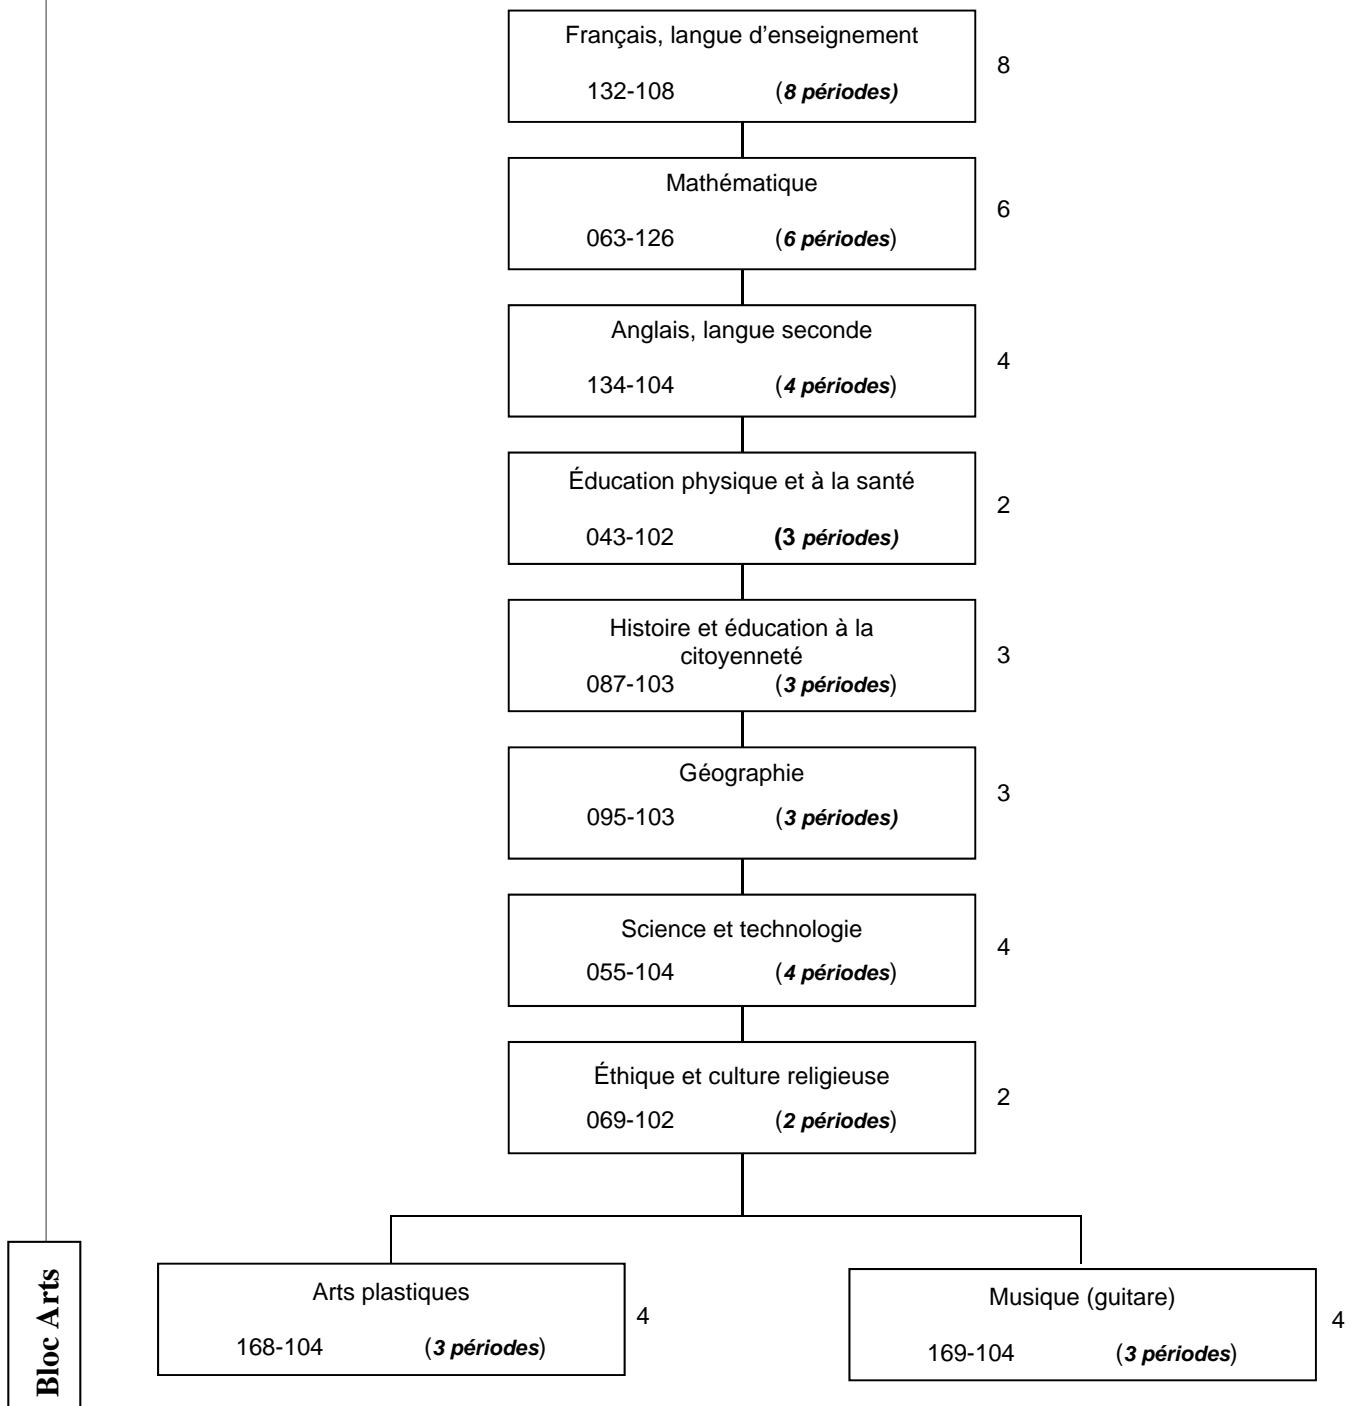 Français, langue d’enseignement
132-108 (8 périodes)
8
Mathématique
063-126 (6 périodes)
6
Anglais, langue seconde
134-104 (4 périodes)
4
Éducation physique et à la santé
043-102 (3 périodes)
2
Histoire et éducation à la
citoyenneté
087-103 (3 périodes)
3
Géographie
095-103 (3 périodes)
3
Science et technologie
055-104 (4 périodes)
4
Éthique et culture religieuse
069-102 (2 périodes)
2
Bloc Arts
Arts plastiques
168-104 (3 périodes)
4
Musique (guitare)
169-104 (3 périodes)
4